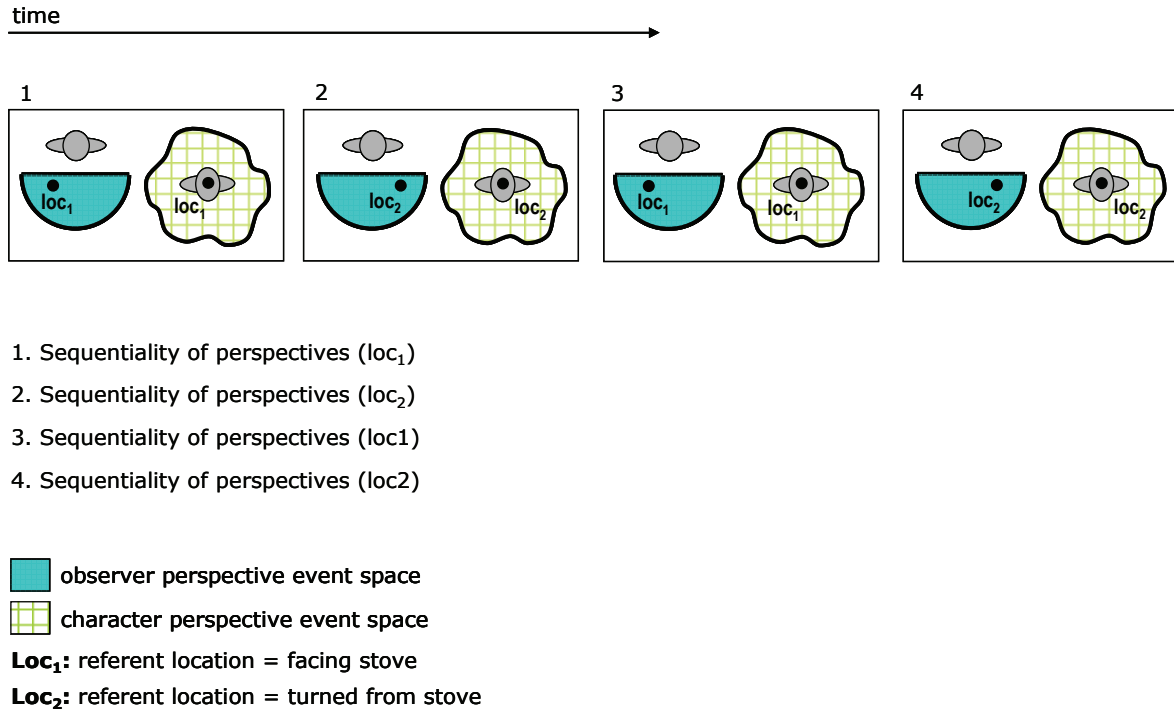 time
1 2 3 4
loc₁ loc₁ loc₂ loc₂ loc₁ loc₁ loc₂ loc₂
1. Sequentiality of perspectives (loc₁)
2. Sequentiality of perspectives (loc₂)
3. Sequentiality of perspectives (loc1)
4. Sequentiality of perspectives (loc2)
observer perspective event space
character perspective event space
Loc₁: referent location = facing stove
Loc₂: referent location = turned from stove